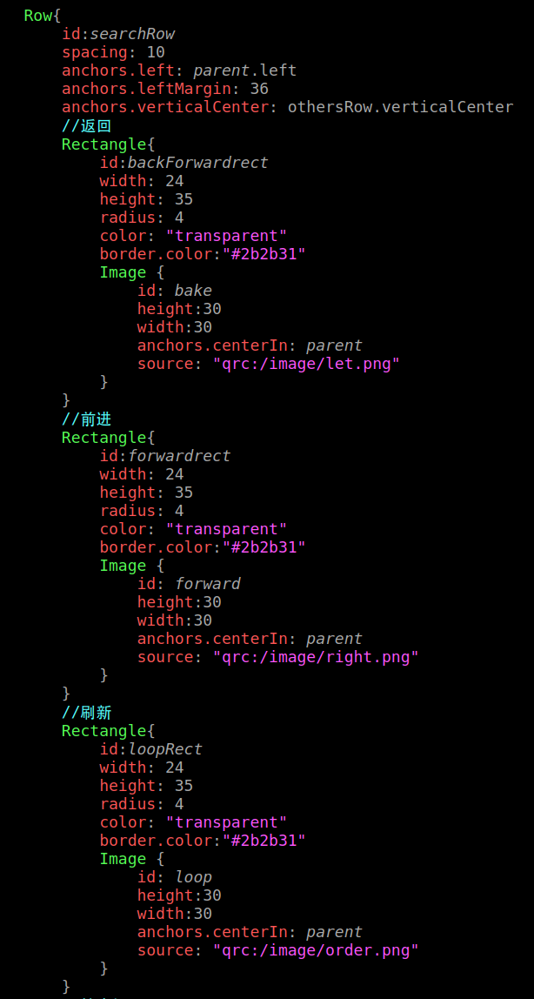 Row{
id:searchRow
spacing: 10
anchors.left: parent.left
anchors.leftMargin: 36
anchors.verticalCenter: othersRow.verticalCenter
//返回
Rectangle{
id:backForwardrect
width: 24
height: 35
radius: 4
color: "transparent"
border.color:"#2b2b31"
Image {
id: bake
height:30
width:30
anchors.centerIn: parent
source: "qrc:/image/let.png"
}
}
//前进
Rectangle{
id:forwardrect
width: 24
height: 35
radius: 4
color: "transparent"
border.color:"#2b2b31"
Image {
id: forward
height:30
width:30
anchors.centerIn: parent
source: "qrc:/image/right.png"
}
}
//刷新
Rectangle{
id:loopRect
width: 24
height: 35
radius: 4
color: "transparent"
border.color:"#2b2b31"
Image {
id: loop
height:30
width:30
anchors.centerIn: parent
source: "qrc:/image/order.png"
}
}